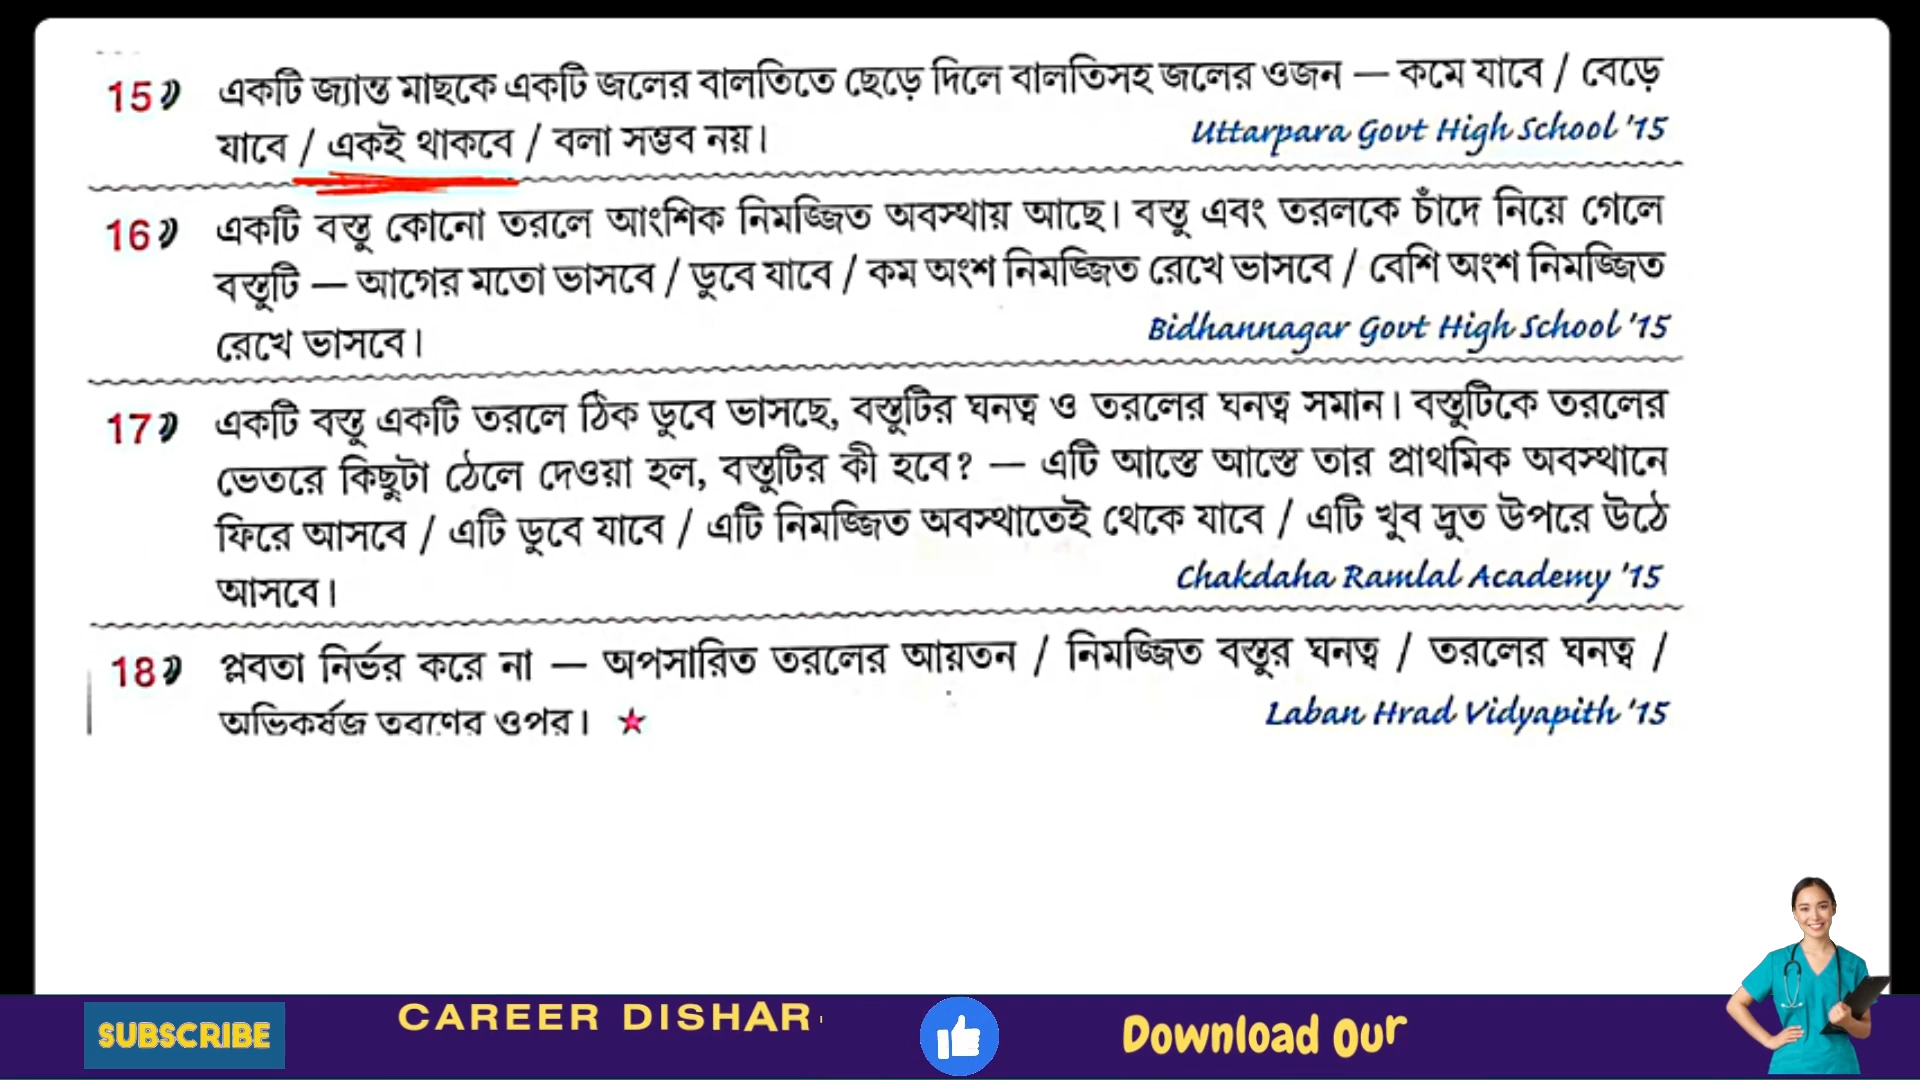 15 একটি জ্যান্ত মাছকে একটি জলের বালতিতে ছেড়ে দিলে বালতিসহ জলের ওজন — কমে যাবে / বেড়ে
যাবে / একই থাকবে / বলা সম্ভব নয়। Uttarpara Govt High School '15
16 একটি বস্তু কোনো তরলে আংশিক নিমজ্জিত অবস্থায় আছে। বস্তু এবং তরলকে চাঁদে নিয়ে গেলে
বস্তুটি — আগের মতো ভাসবে / ডুবে যাবে / কম অংশ নিমজ্জিত রেখে ভাসবে / বেশি অংশ নিমজ্জিত
রেখে ভাসবে। Bidhannagar Govt High School '15
17 একটি বস্তু একটি তরলে ঠিক ডুবে ভাসছে, বস্তুটির ঘনত্ব ও তরলের ঘনত্ব সমান। বস্তুটিকে তরলের
ভেতরে কিছুটা ঠেলে দেওয়া হল, বস্তুটির কী হবে? — এটি আস্তে আস্তে তার প্রাথমিক অবস্থানে
ফিরে আসবে / এটি ডুবে যাবে / এটি নিমজ্জিত অবস্থাতেই থেকে যাবে / এটি খুব দ্রুত উপরে উঠে
আসবে। Chakdaha Ramlal Academy '15
18 প্লবতা নির্ভর করে না — অপসারিত তরলের আয়তন / নিমজ্জিত বস্তুর ঘনত্ব / তরলের ঘনত্ব /
অভিকর্ষজ ত্বরণের ওপর। ★ Laban Hrad Vidyapith '15
SUBSCRIBE
CAREER DISHAR
Download Our